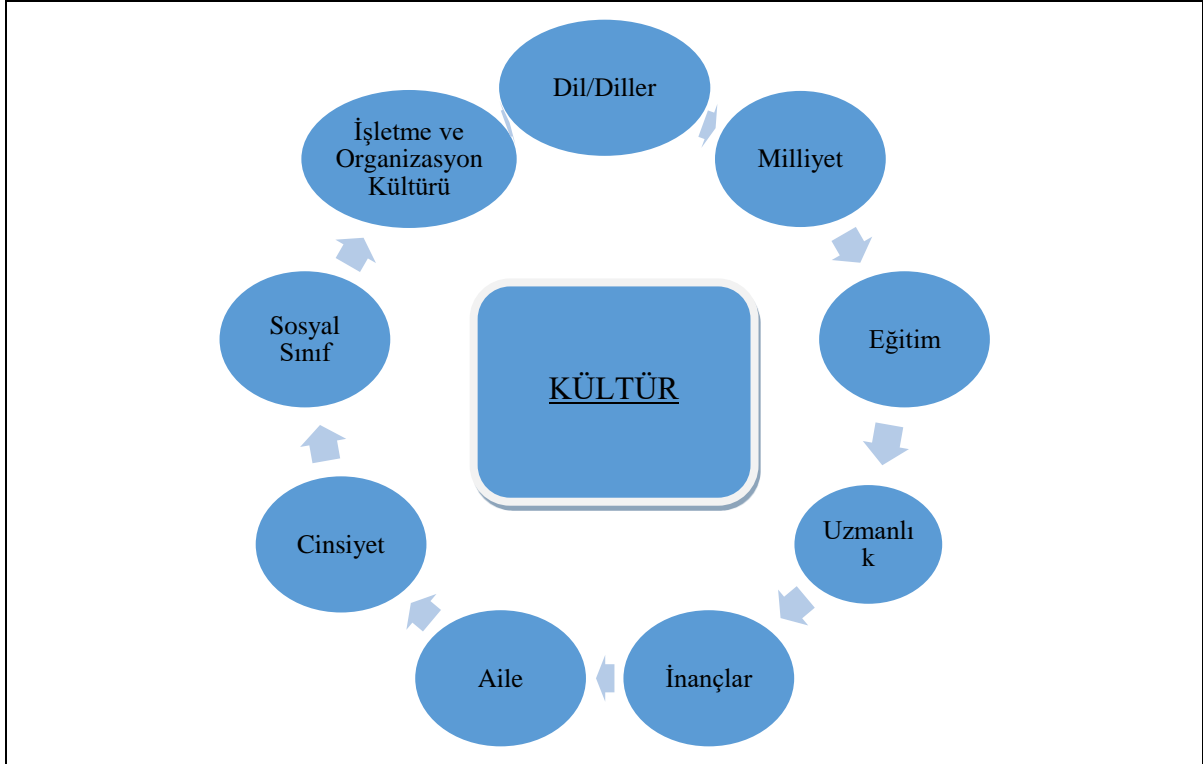 Dil/Diller
Milliyet
Eğitim
Uzmanlı
k
İnançlar
Aile
Cinsiyet
Sosyal
Sınıf
İşletme ve
Organizasyon
Kültürü
KÜLTÜR